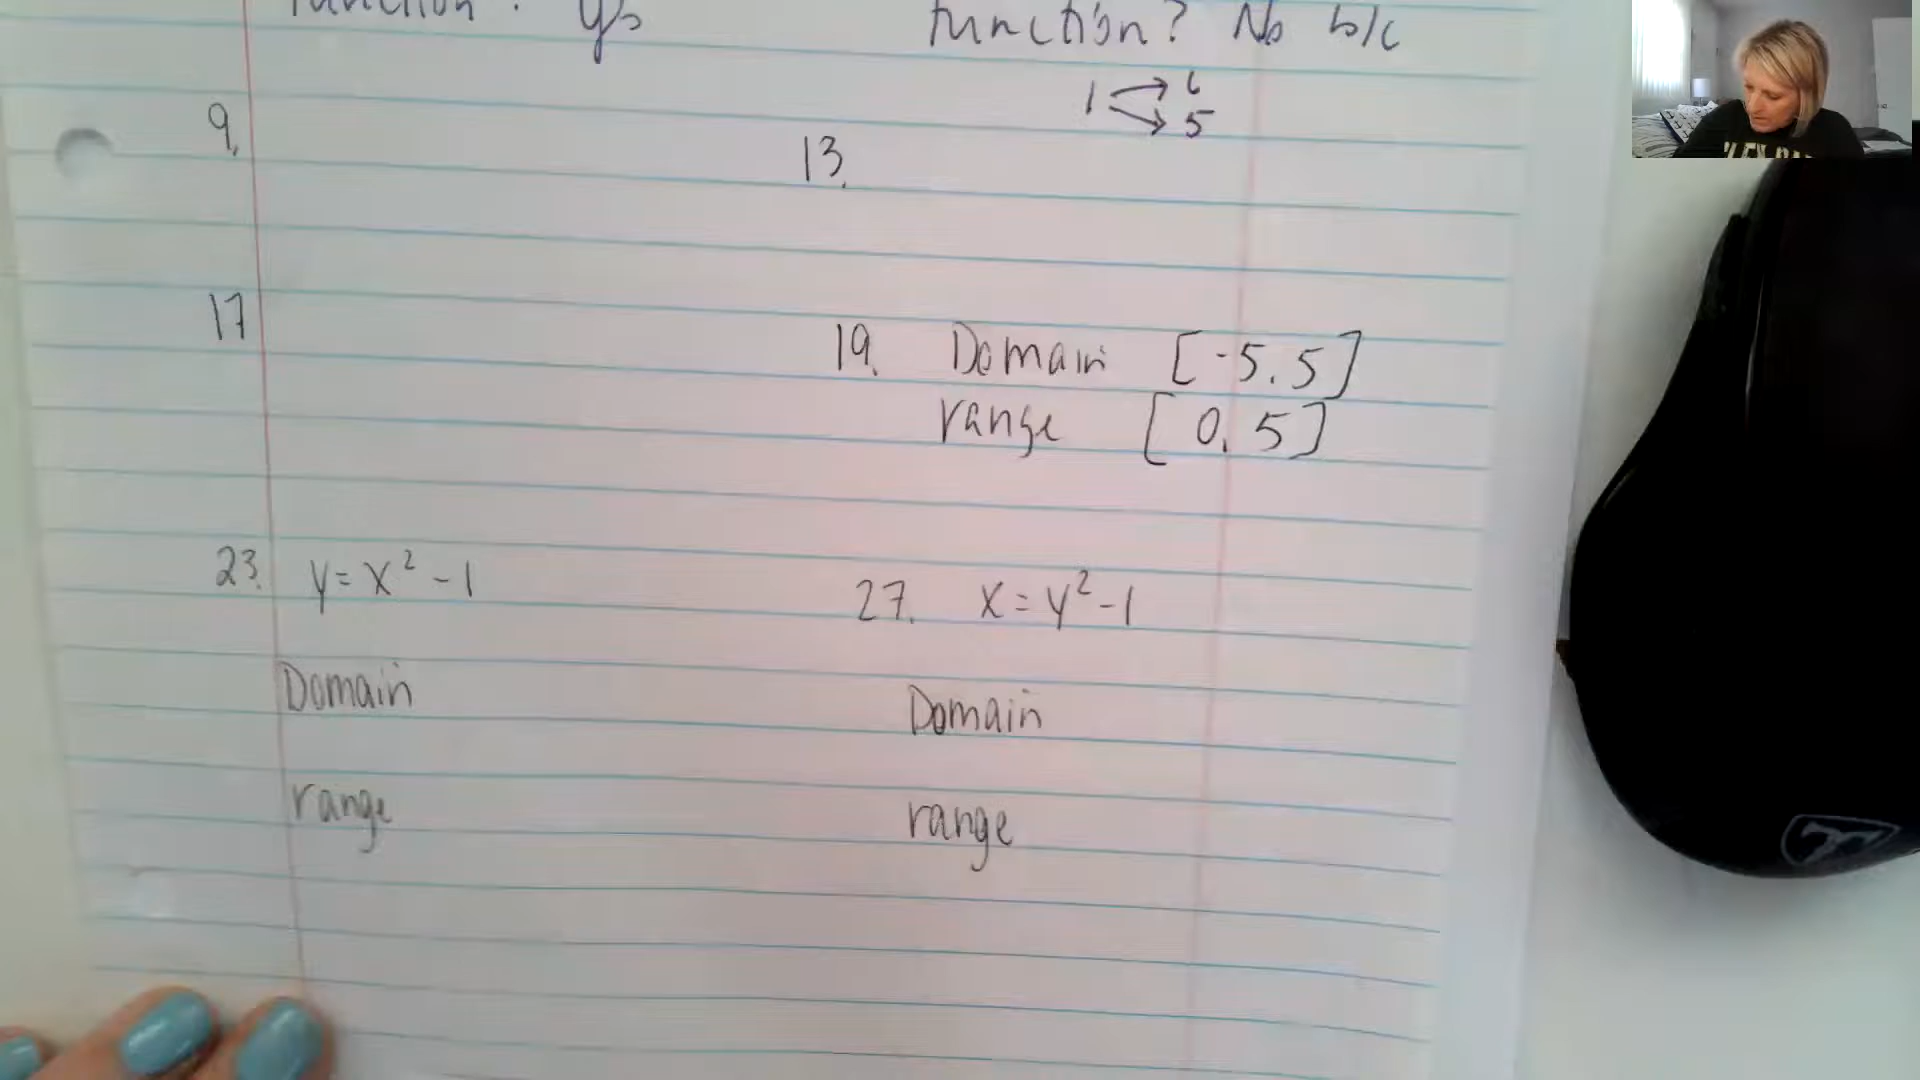 function? yes
function? No b/c
1 → 6
→ 5
9.
13.
17
19. Domain [-5, 5]
range [0, 5]
23. y = x² - 1
27. x = y² - 1
Domain
Domain
range
range